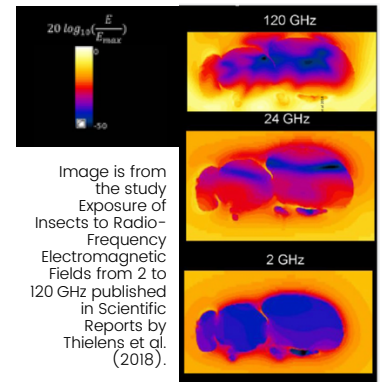 20 log₁₀(E/Eₘₐₓ)
0
-50
120 GHz
24 GHz
2 GHz
Image is from
the study
Exposure of
Insects to Radio-
Frequency
Electromagnetic
Fields from 2 to
120 GHz published
in Scientific
Reports by
Thielens et al.
(2018).